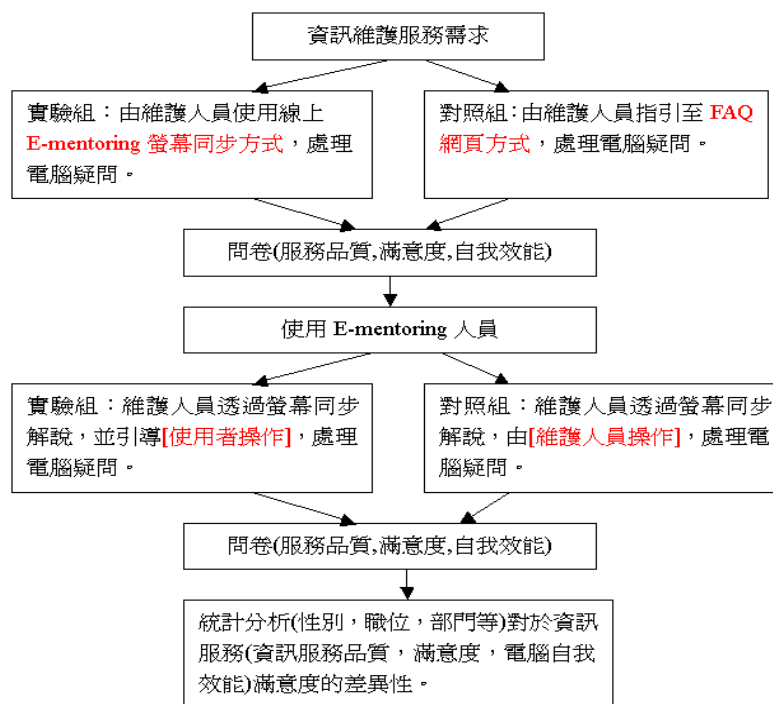 資訊維護服務需求
實驗組：由維護人員使用線上
E-mentoring 螢幕同步方式，處理
電腦疑問。
對照組：由維護人員指引至 FAQ
網頁方式，處理電腦疑問。
問卷(服務品質,滿意度,自我效能)
使用 E-mentoring 人員
實驗組：維護人員透過螢幕同步
解說，並引導[使用者操作]，處理
電腦疑問。
對照組：維護人員透過螢幕同步
解說，由[維護人員操作]，處理電
腦疑問。
問卷(服務品質,滿意度,自我效能)
統計分析(性別，職位，部門等)對於資訊
服務(資訊服務品質，滿意度，電腦自我
效能)滿意度的差異性。